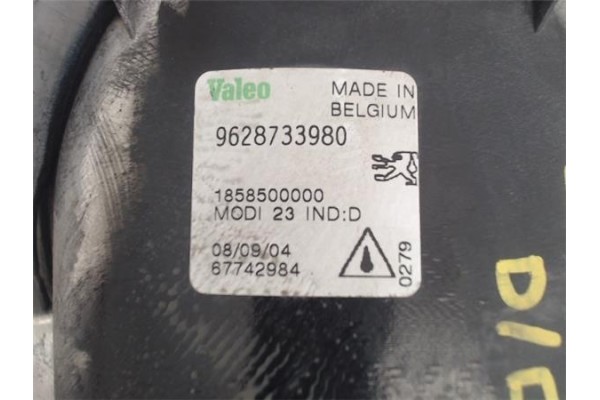 Valeo
MADE IN
BELGIUM
9628733980
1858500000
MODI 23 IND:D
08/09/04
67742984
0279
D/